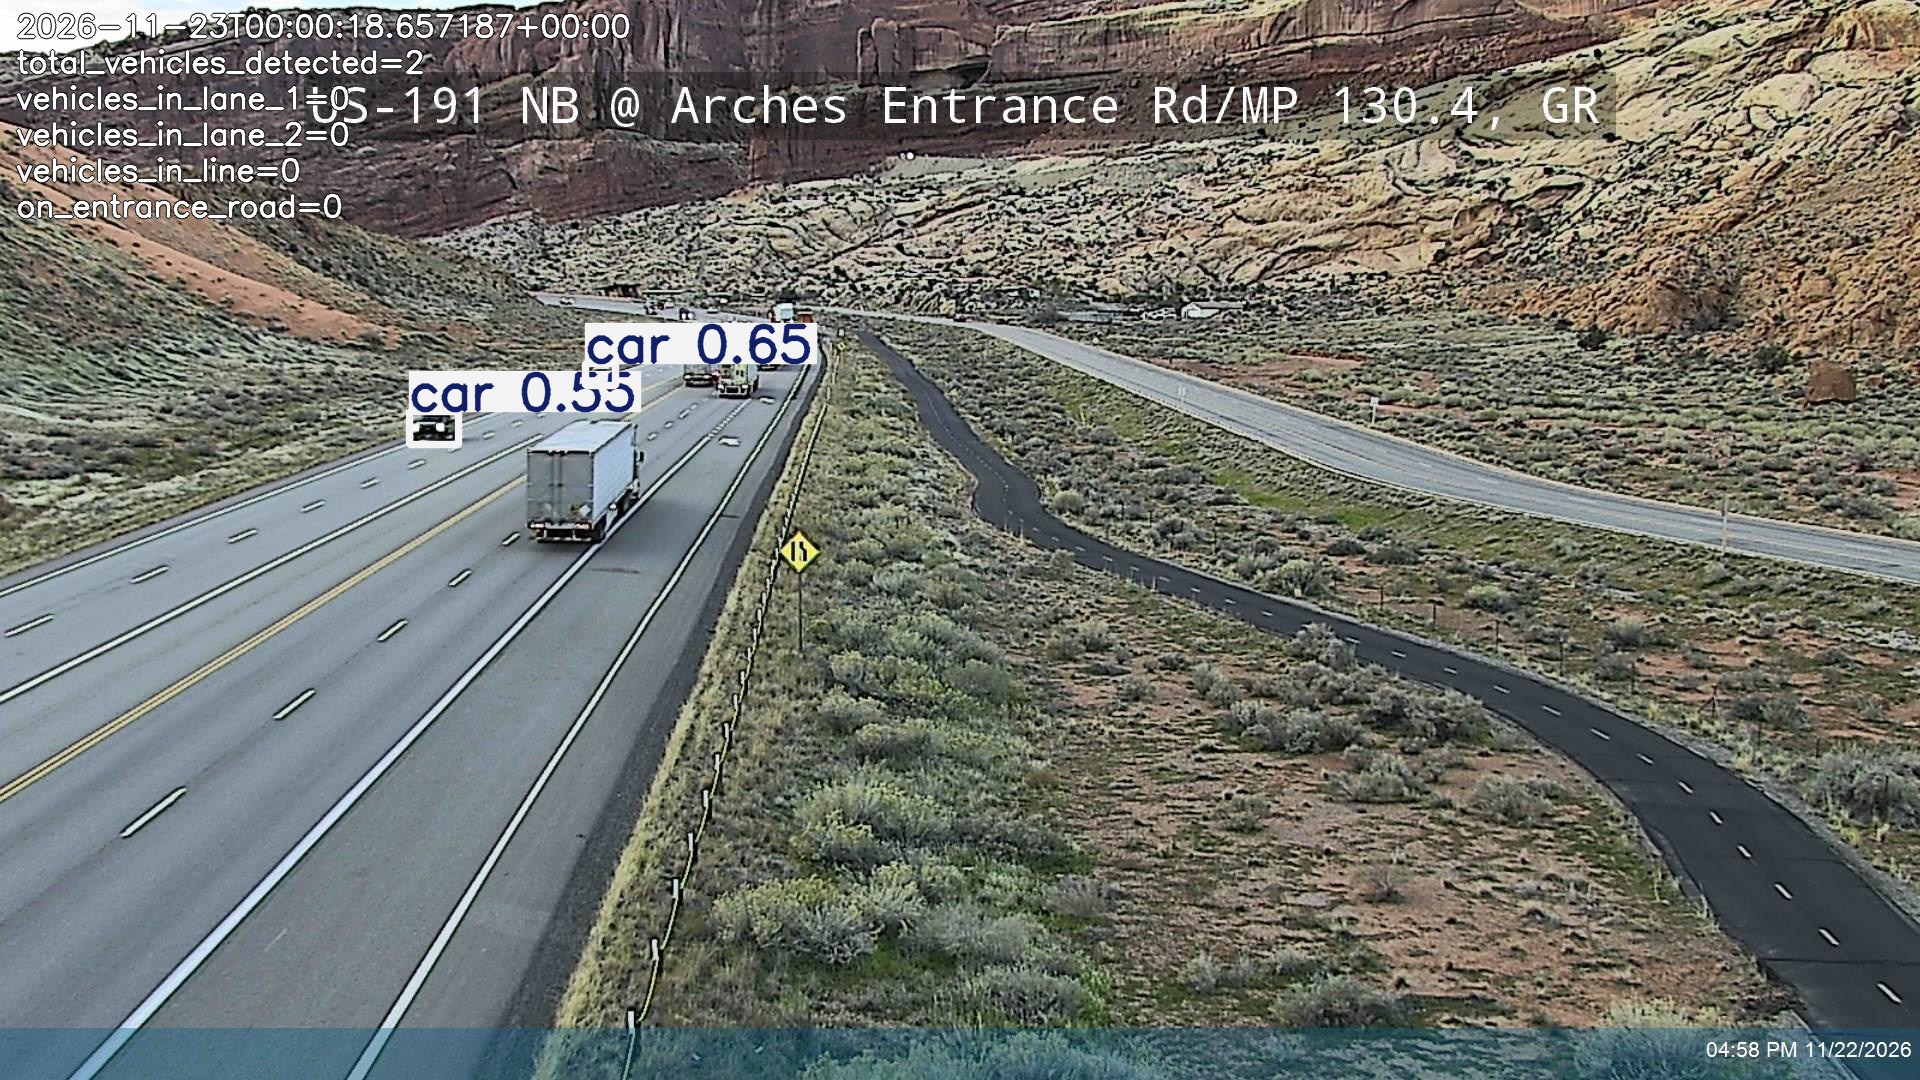 2026-11-23T00:00:18.657187+00:00
total_vehicles_detected=2
vehicles_in_lane_1=0
US-191 NB @ Arches Entrance Rd/MP 130.4, GR
vehicles_in_lane_2=0
vehicles_in_line=0
on_entrance_road=0
car 0.65
car 0.55
04:58 PM 11/22/2026